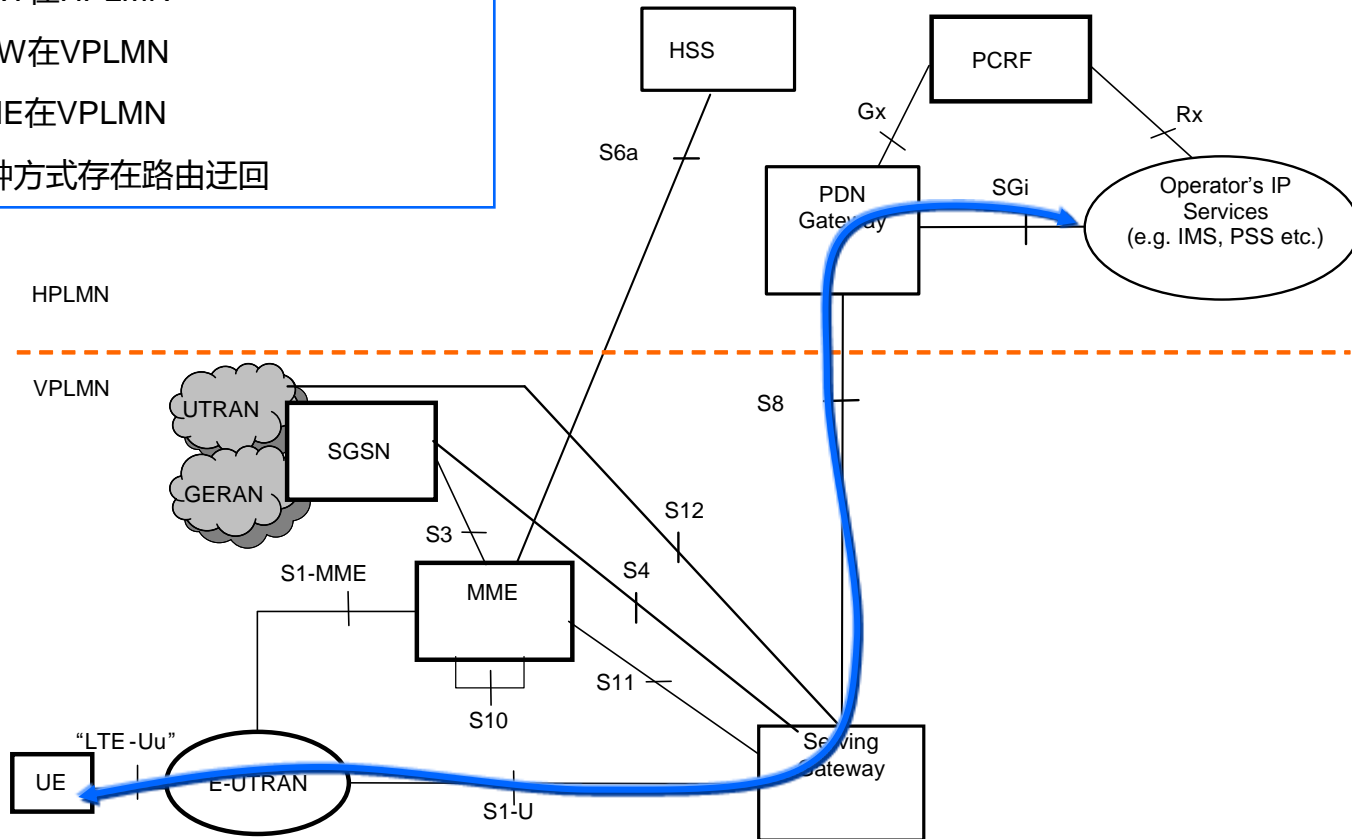 W在VPLMN
ME在VPLMN
方式存在路由迂回
HSS
PCRF
Gx
Rx
S6a
PDN
Gateway
SGi
Operator's IP
Services
(e.g. IMS, PSS etc.)
HPLMN
VPLMN
UTRAN
SGSN
GERAN
S8
S12
S3
S4
S1-MME
MME
S11
S10
"LTE-Uu"
UE
E-UTRAN
S1-U
Serving
Gateway